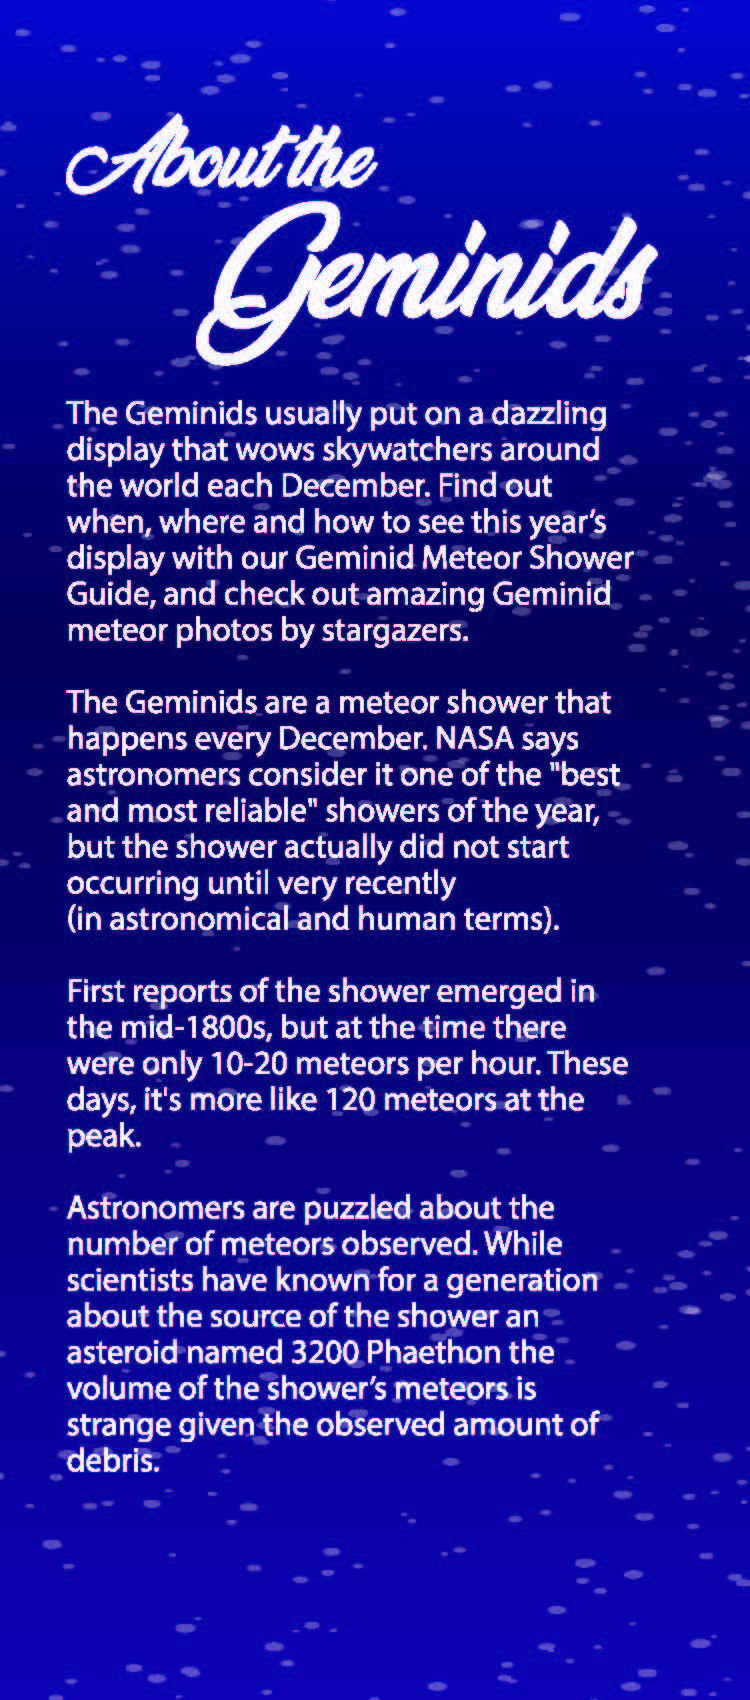 About the
Geminids
The Geminids usually put on a dazzling
display that wows skywatchers around
the world each December. Find out
when, where and how to see this year’s
display with our Geminid Meteor Shower
Guide, and check out amazing Geminid
meteor photos by stargazers.
The Geminids are a meteor shower that
happens every December. NASA says
astronomers consider it one of the "best
and most reliable" showers of the year,
but the shower actually did not start
occurring until very recently
(in astronomical and human terms).
First reports of the shower emerged in
the mid-1800s, but at the time there
were only 10-20 meteors per hour. These
days, it's more like 120 meteors at the
peak.
Astronomers are puzzled about the
number of meteors observed. While
scientists have known for a generation
about the source of the shower an
asteroid named 3200 Phaethon the
volume of the shower’s meteors is
strange given the observed amount of
debris.